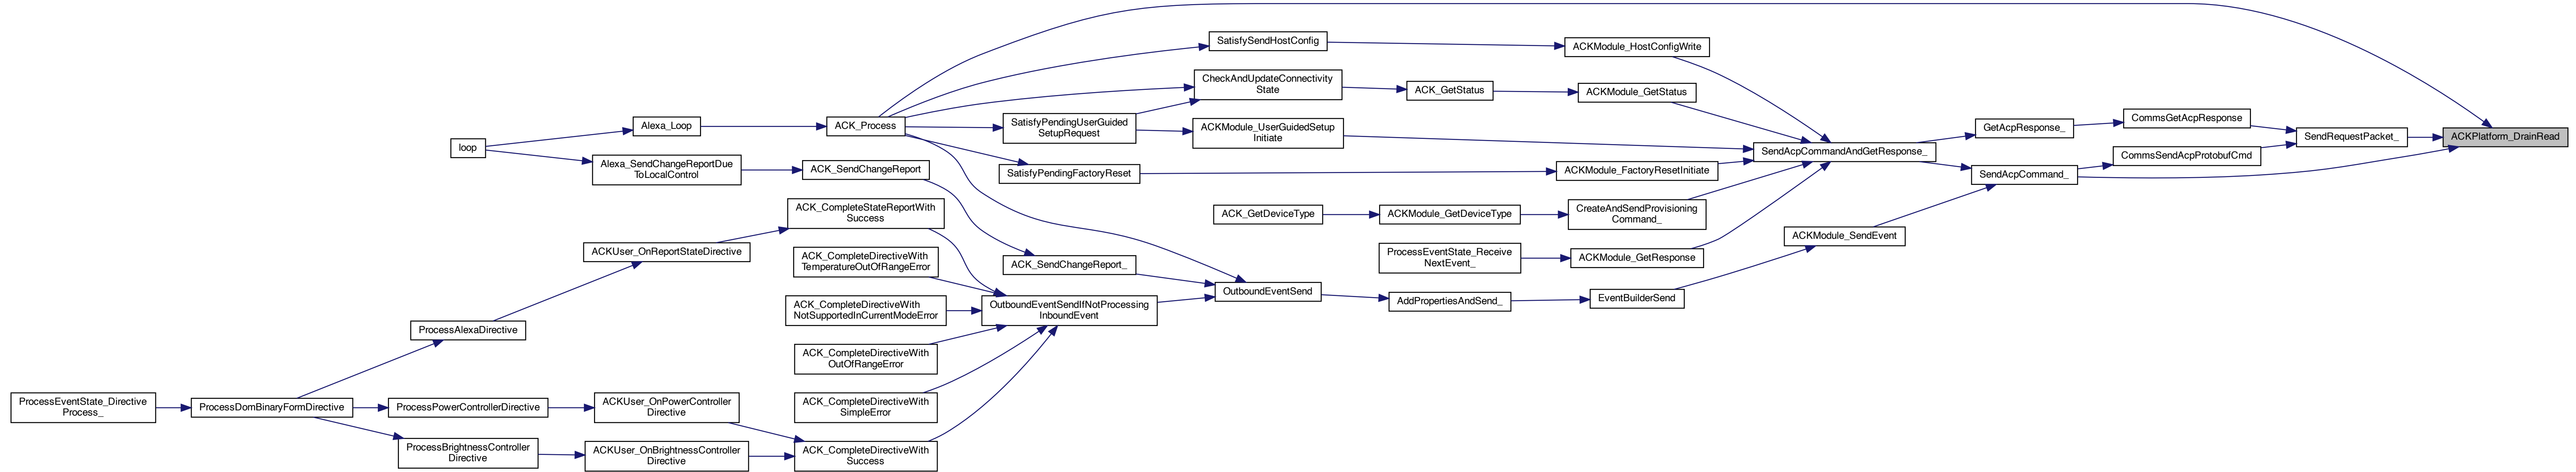 loop
Alexa_Loop
Alexa_SendChangeReportDue
ToLocalControl
ACK_Process
ACK_SendChangeReport
SatisfySendHostConfig
CheckAndUpdateConnectivity
State
SatisfyPendingUserGuided
SetupRequest
SatisfyPendingFactoryReset
ACKModule_UserGuidedSetup
Initiate
ACK_GetStatus
ACKModule_HostConfigWrite
ACKModule_GetStatus
ACKModule_FactoryResetInitiate
SendAcpCommandAndGetResponse_
GetAcpResponse_
SendAcpCommand_
CommsGetAcpResponse
CommsSendAcpProtobufCmd
SendRequestPacket_
ACKPlatform_DrainRead
ACK_GetDeviceType
ACKModule_GetDeviceType
CreateAndSendProvisioning
Command_
ProcessEventState_Receive
NextEvent_
ACKModule_GetResponse
ACKModule_SendEvent
EventBuilderSend
AddPropertiesAndSend_
OutboundEventSend
ACK_SendChangeReport_
OutboundEventSendIfNotProcessing
InboundEvent
ACK_CompleteStateReportWith
Success
ACK_CompleteDirectiveWith
TemperatureOutOfRangeError
ACK_CompleteDirectiveWith
NotSupportedInCurrentModeError
ACK_CompleteDirectiveWith
OutOfRangeError
ACK_CompleteDirectiveWith
SimpleError
ACK_CompleteDirectiveWith
Success
ACKUser_OnReportStateDirective
ProcessAlexaDirective
ACKUser_OnPowerController
Directive
ACKUser_OnBrightnessController
Directive
ProcessPowerControllerDirective
ProcessBrightnessController
Directive
ProcessDomBinaryFormDirective
ProcessEventState_Directive
Process_